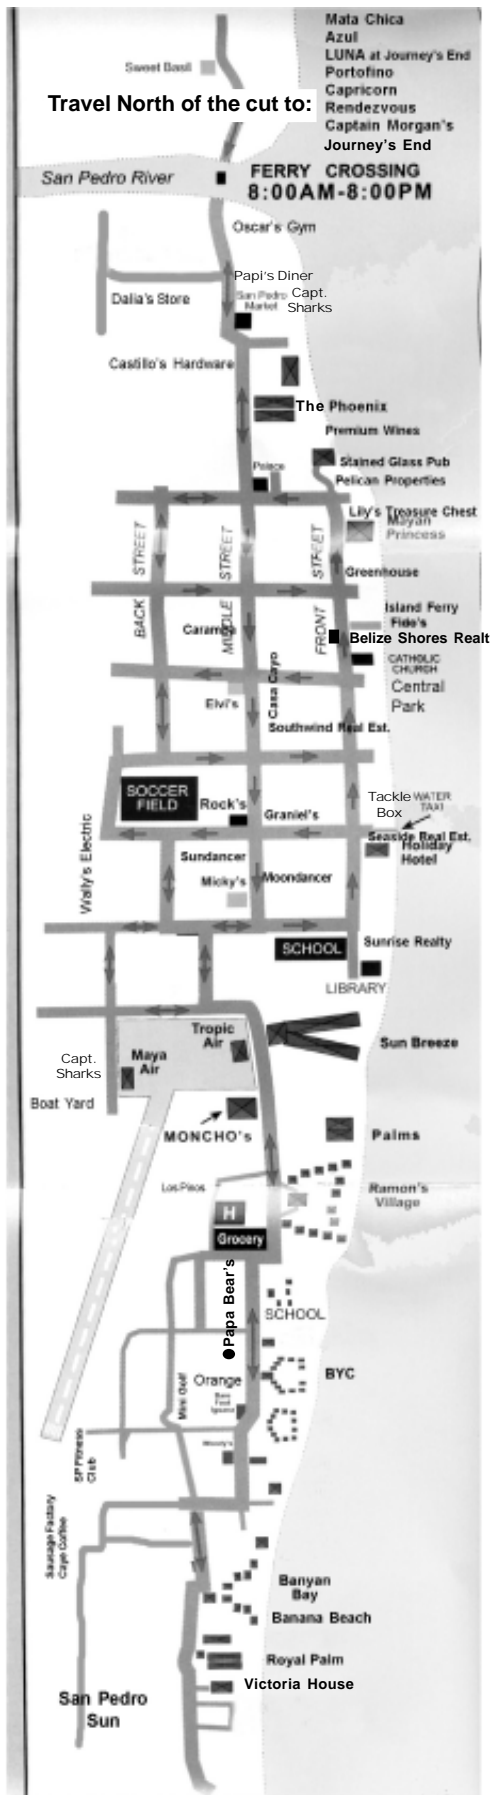 Mata Chica
Azul
LUNA at Journey's End
Portofino
Capricorn
Rendezvous
Captain Morgan's
Journey's End
Sweet Basil
Travel North of the cut to:
San Pedro River
FERRY CROSSING
8:00AM-8:00PM
Oscar's Gym
Papi's Diner
Dalia's Store
San Pedro
Market
Capt.
Sharks
Castillo's Hardware
The Phoenix
Premium Wines
Stained Glass Pub
Palace
Pelican Properties
Lily's Treasure Chest
Mayan
Princess
BACK STREET
MIDDLE STREET
FRONT STREET
Greenhouse
Island Ferry
Fido's
Caramba
Belize Shores Realt
CATHOLIC
CHURCH
Casa Cayo
Elvi's
Central
Park
Southwind Real Est.
SOCCER
FIELD
Rock's
Graniel's
Tackle
Box
WATER
TAXI
Seaside Real Est.
Holiday
Hotel
Wally's Electric
Sundancer
Micky's
Moondancer
SCHOOL
Sunrise Realty
LIBRARY
Tropic
Air
Maya
Air
Sun Breeze
Capt.
Sharks
Boat Yard
MONCHO's
Palms
Los Pinos
Ramon's
Village
H
Grocery
Papa Bear's
SCHOOL
BYC
Orange
Mini Golf
Woody's
SP Fitness
Club
Sausage Factory
Caye Coffee
Banyan
Bay
Banana Beach
Royal Palm
Victoria House
San Pedro
Sun